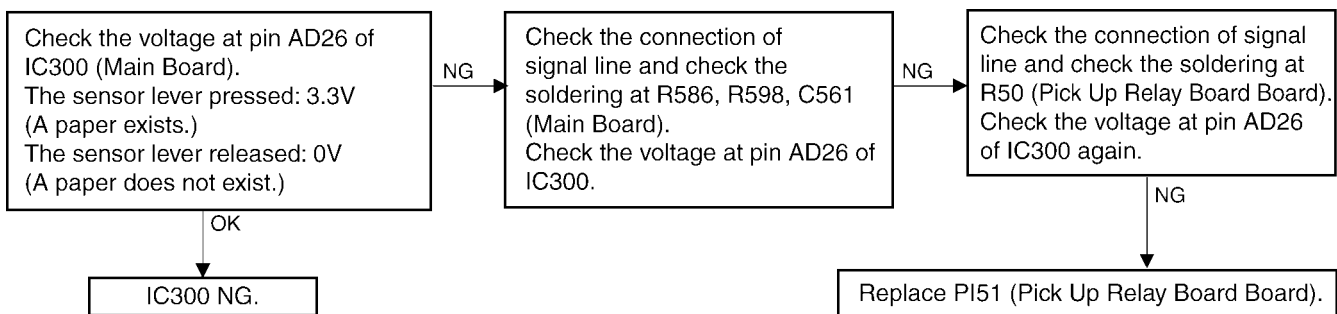 Check the voltage at pin AD26 of
IC300 (Main Board).
The sensor lever pressed: 3.3V
(A paper exists.)
The sensor lever released: 0V
(A paper does not exist.)
NG
Check the connection of
signal line and check the
soldering at R586, R598, C561
(Main Board).
Check the voltage at pin AD26 of
IC300.
NG
Check the connection of signal
line and check the soldering at
R50 (Pick Up Relay Board Board).
Check the voltage at pin AD26
of IC300 again.
OK
NG
IC300 NG.
Replace PI51 (Pick Up Relay Board Board).